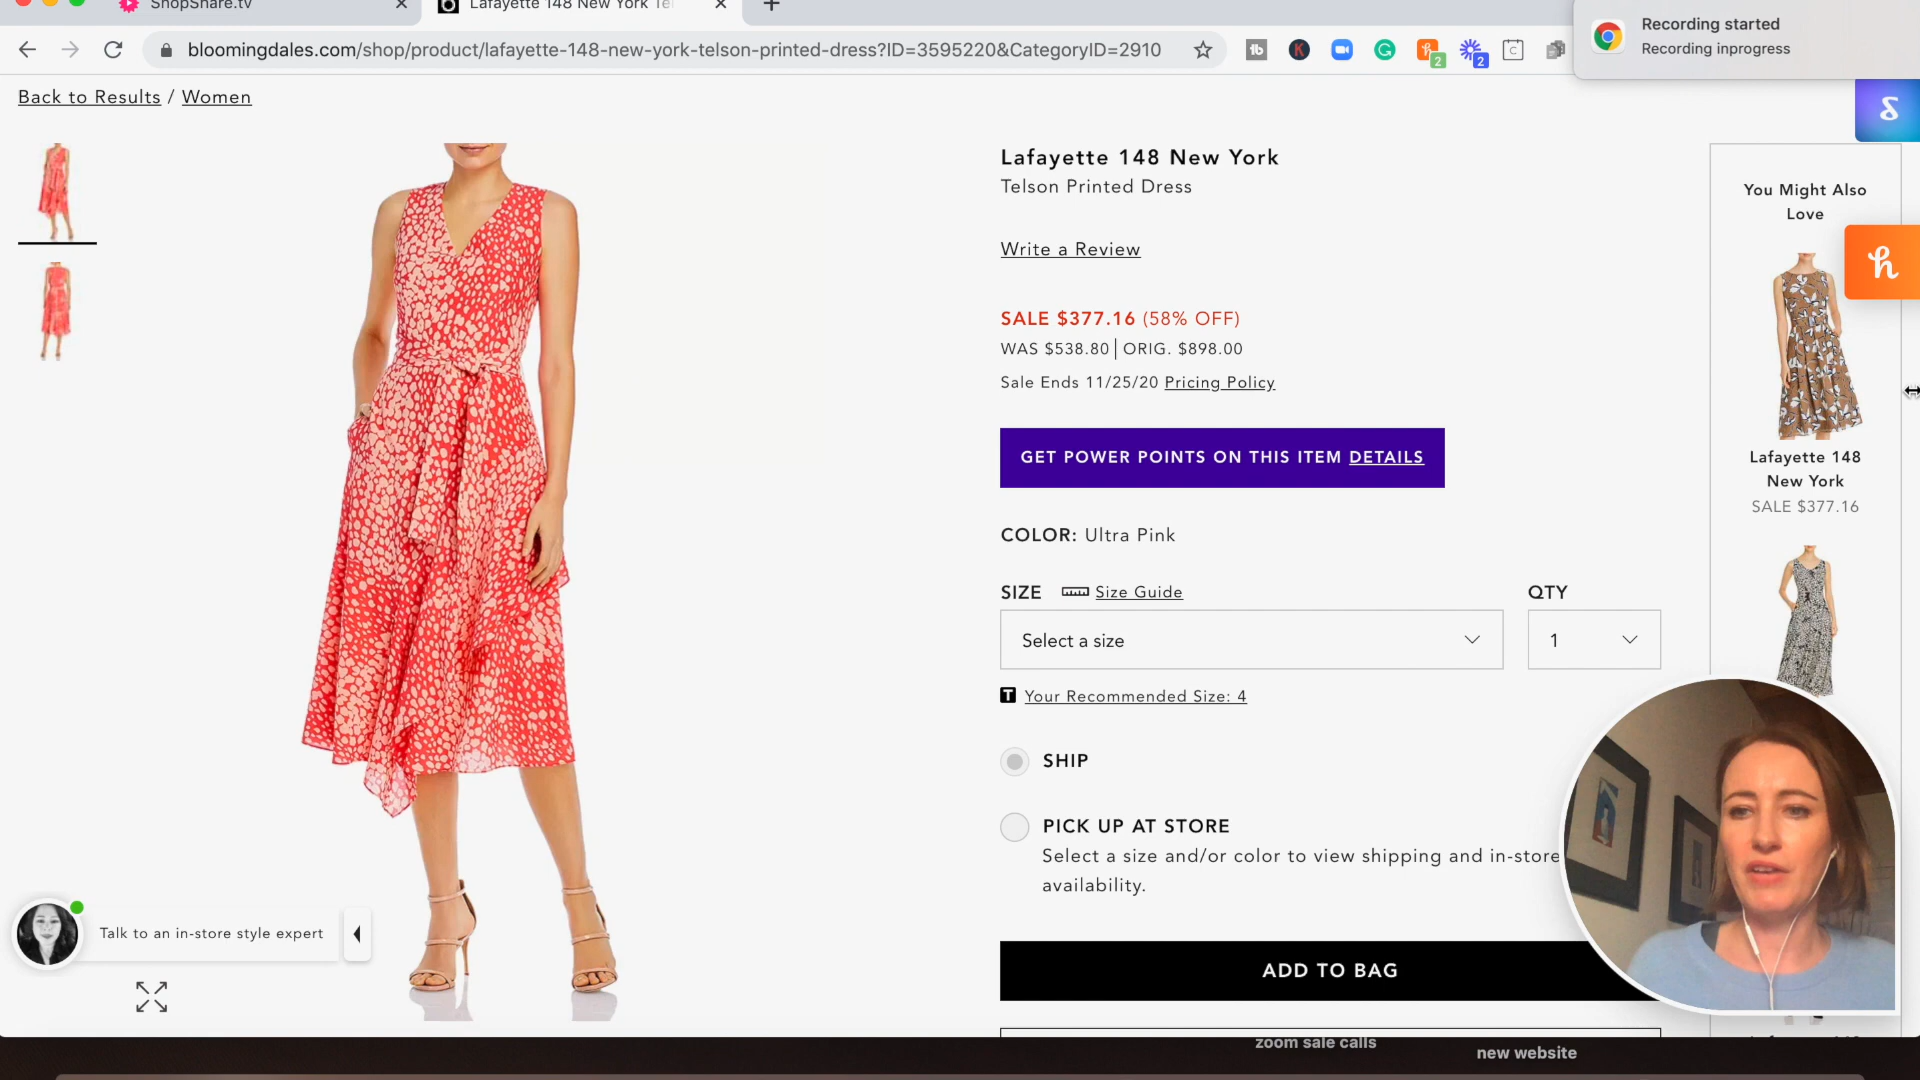 ShopShare.tv
Lafayette 148 New York Te
bloomingdales.com/shop/product/lafayette-148-new-york-telson-printed-dress?ID=3595220&CategoryID=2910
2
2
Recording started
Recording inprogress
Back to Results / Women
Lafayette 148 New York
Telson Printed Dress
Write a Review
SALE $377.16 (58% OFF)
WAS $538.80 | ORIG. $898.00
Sale Ends 11/25/20 Pricing Policy
GET POWER POINTS ON THIS ITEM DETAILS
COLOR: Ultra Pink
SIZE Size Guide
QTY
Select a size
1
T Your Recommended Size: 4
SHIP
PICK UP AT STORE
Select a size and/or color to view shipping and in-store
availability.
ADD TO BAG
You Might Also
Love
h
Lafayette 148
New York
SALE $377.16
Talk to an in-store style expert
zoom sale calls
new website